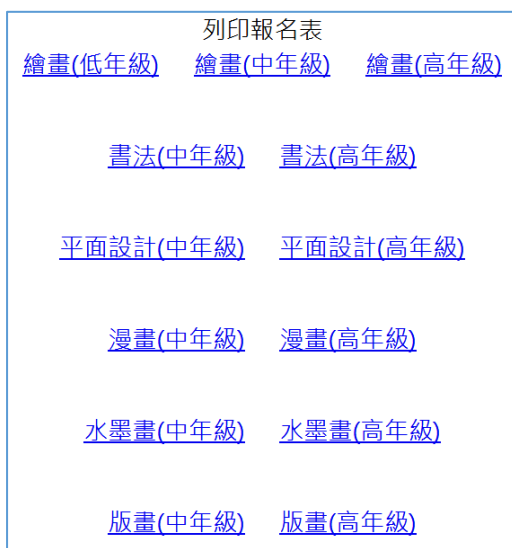 列印報名表
繪畫(低年級) 繪畫(中年級) 繪畫(高年級)
書法(中年級) 書法(高年級)
平面設計(中年級) 平面設計(高年級)
漫畫(中年級) 漫畫(高年級)
水墨畫(中年級) 水墨畫(高年級)
版畫(中年級) 版畫(高年級)